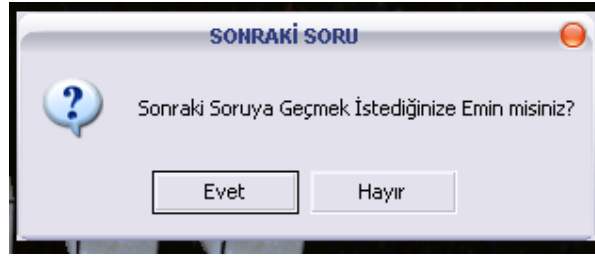 SONRAKİ SORU
Sonraki Soruya Geçmek İstediğinize Emin misiniz?
Evet
Hayır